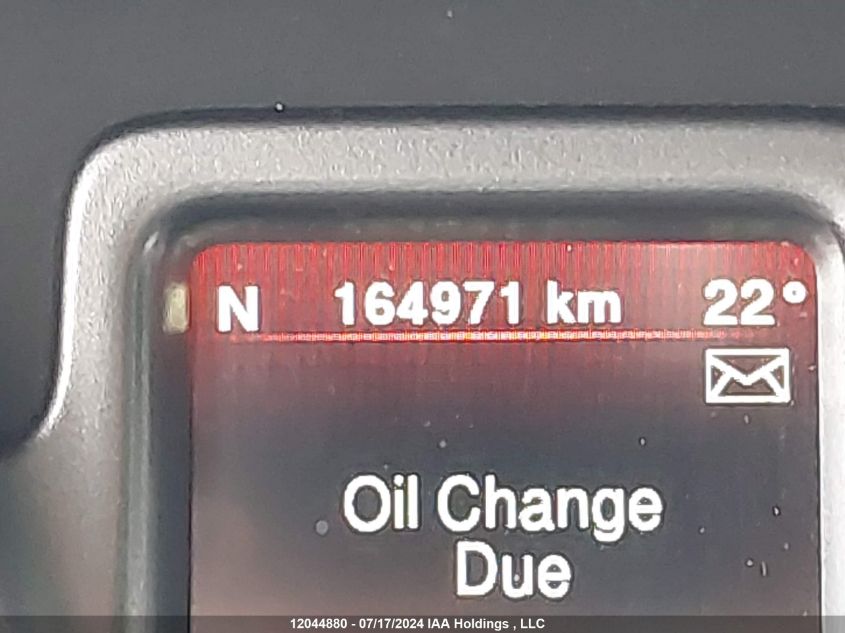 N 164971 km 22°
Oil Change
Due
12044880 - 07/17/2024 IAA Holdings , LLC